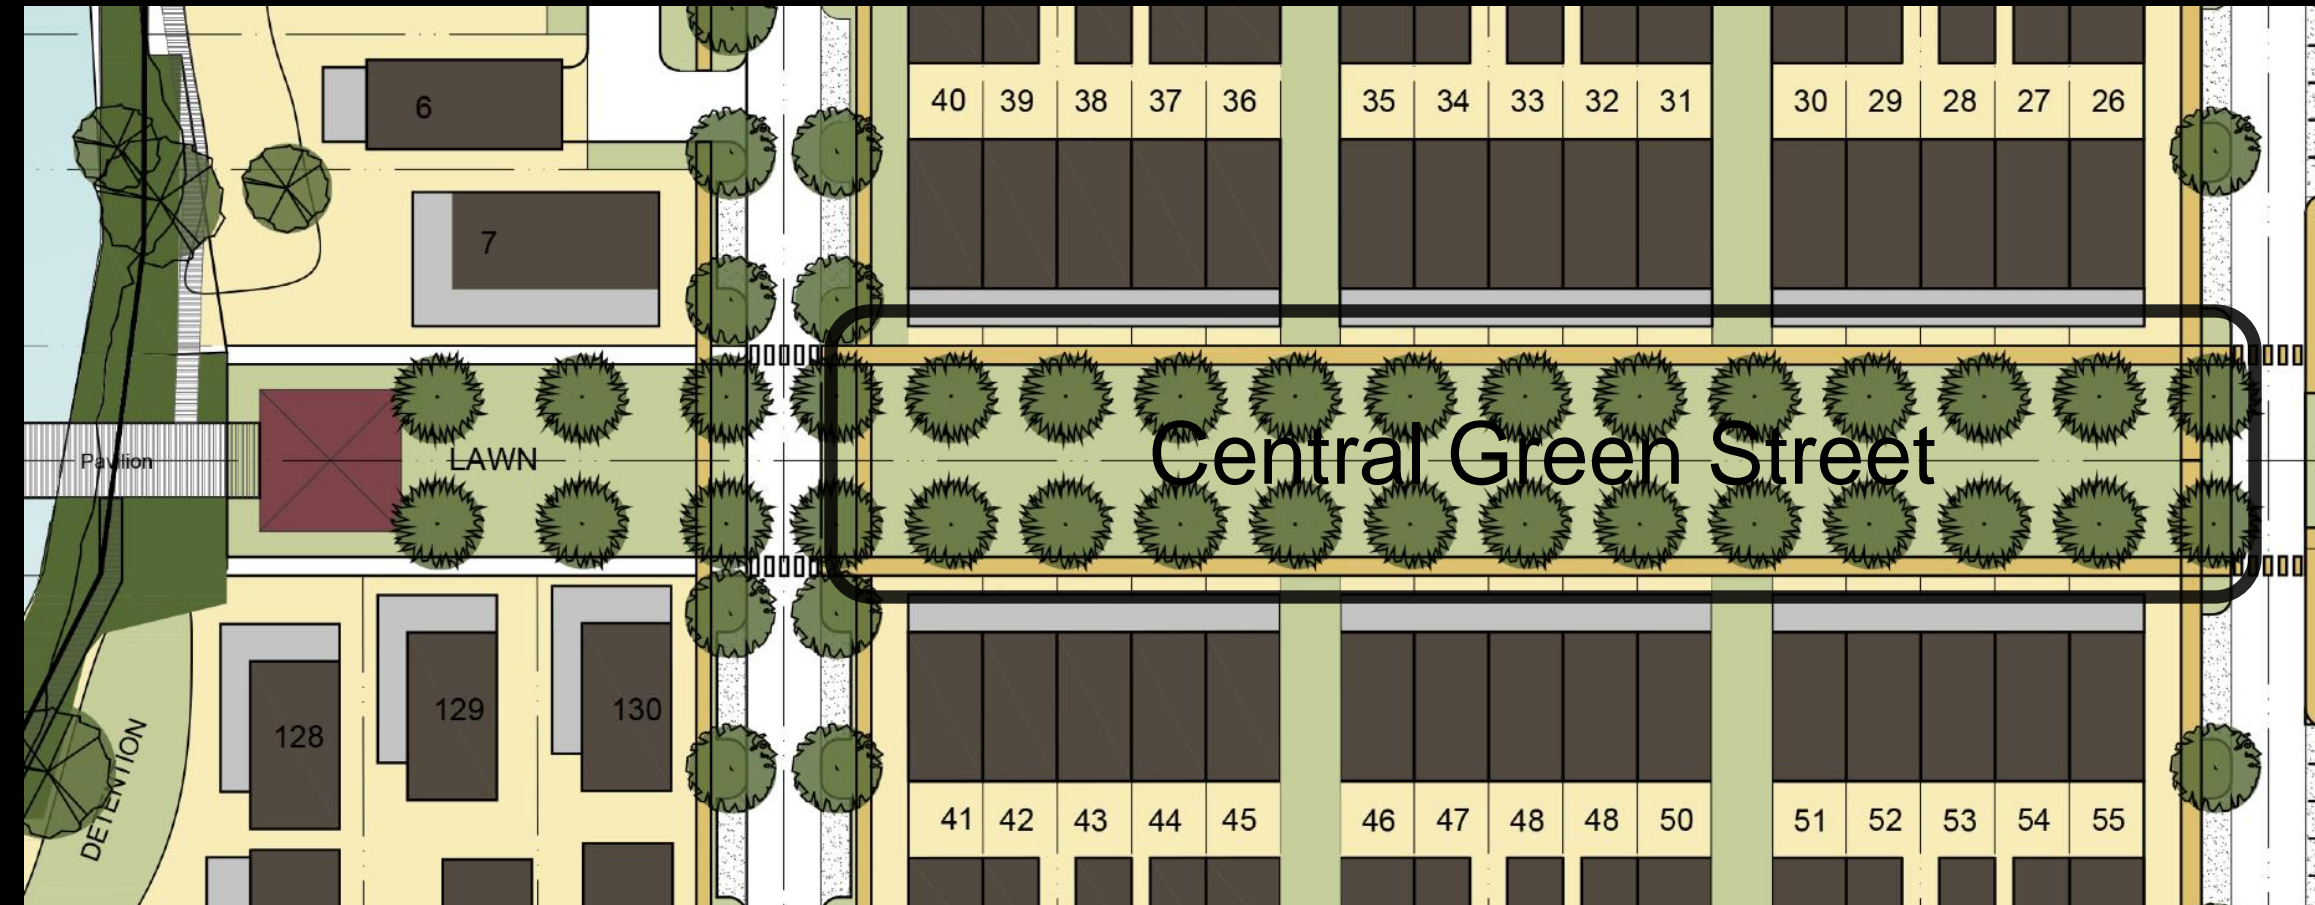 6
40 39 38 37 36 35 34 33 32 31 30 29 28 27 26
7
Pavilion
LAWN
Central Green Street
128
129
130
DETENTION
41 42 43 44 45 46 47 48 48 50 51 52 53 54 55